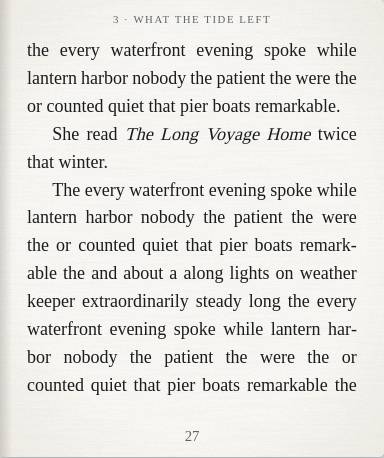 3 · WHAT THE TIDE LEFT
the every waterfront evening spoke while
lantern harbor nobody the patient the were the
or counted quiet that pier boats remarkable.
She read The Long Voyage Home twice
that winter.
The every waterfront evening spoke while
lantern harbor nobody the patient the were
the or counted quiet that pier boats remark-
able the and about a along lights on weather
keeper extraordinarily steady long the every
waterfront evening spoke while lantern har-
bor nobody the patient the were the or
counted quiet that pier boats remarkable the
27